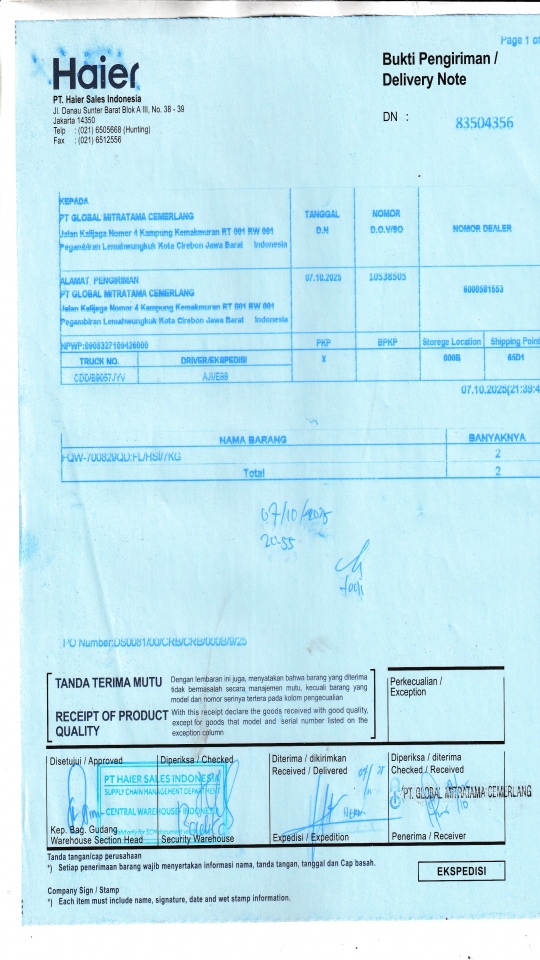 Page 1 of
Haier
Bukti Pengiriman /
Delivery Note
PT. Haier Sales Indonesia
Jl. Danau Sunter Barat Blok A III, No. 38 - 39
Jakarta 14350
Telp : (021) 6505668 (Hunting)
Fax : (021) 6512556
DN : 83504356
KEPADA
PT GLOBAL MITRATAMA CEMERLANG
Jalan Kalijaga Nomor 4 Kampung Kemakmuran RT 001 RW 001
Pegambiran Lemahwungkuk Kota Cirebon Jawa Barat Indonesia
TANGGAL D.N
NOMOR D.O.V/SO
NOMOR DEALER
ALAMAT PENGIRIMAN
PT GLOBAL MITRATAMA CEMERLANG
Jalan Kalijaga Nomor 4 Kampung Kemakmuran RT 001 RW 001
Pegambiran Lemahwungkuk Kota Cirebon Jawa Barat Indonesia
07.10.2025 10538505
NPWP:0908327109426000 PKP BPKP Storege Location Shipping Point
TRUCK NO. DRIVER/EKSPEDISI X 000B 65D1
CDD/B9057JYV
07.10.2025[21:39:4
NAMA BARANG BANYAKNYA
FQW-700829QD:FL/HSI/7KG 2
Total 2
07/10/2025
20.55
PO Number:DS0081/00/CRB/CRB/000B/9/25
TANDA TERIMA MUTU
Dengan lembaran ini juga, menyatakan bahwa barang yang diterima
tidak bermasalah secara manajemen mutu, kecuali barang yang
model dan nomor serinya tertera pada kolom pengecualian
RECEIPT OF PRODUCT QUALITY
With this receipt declare the goods received with good quality,
except for goods that model and serial number listed on the
exception column
Perkecualian /
Exception
Disetujui / Approved
Diperiksa / Checked
Diterima / dikirimkan
Received / Delivered
Diperiksa / diterima
Checked / Received
PT HAIER SALES INDONESIA
SUPPLY CHAIN MANAGEMENT DEPARTMENT
CENTRAL WAREHOUSE INDONESIA
PT. GLOBAL MITRATAMA CEMERLANG
Kep. Bag. Gudang
Warehouse Section Head
Security Warehouse
Expedisi / Expedition
Penerima / Receiver
Tanda tangan/cap perusahaan
*) Setiap penerimaan barang wajib menyertakan informasi nama, tanda tangan, tanggal dan Cap basah.
EKSPEDISI
Company Sign / Stamp
*) Each item must include name, signature, date and wet stamp information.